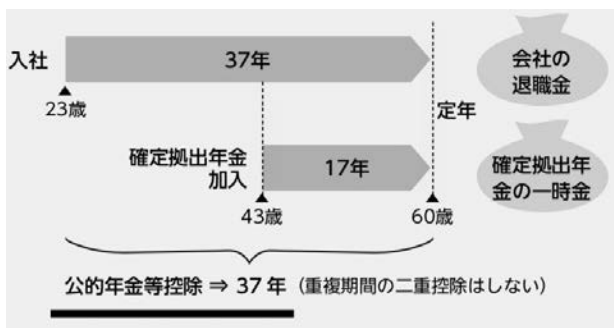 入社
37年
会社の
退職金
23歳
定年
確定拠出年金
加入
17年
確定拠出年
金の一時金
43歳
60歳
公的年金等控除 ⇒ 37 年（重複期間の二重控除はしない）